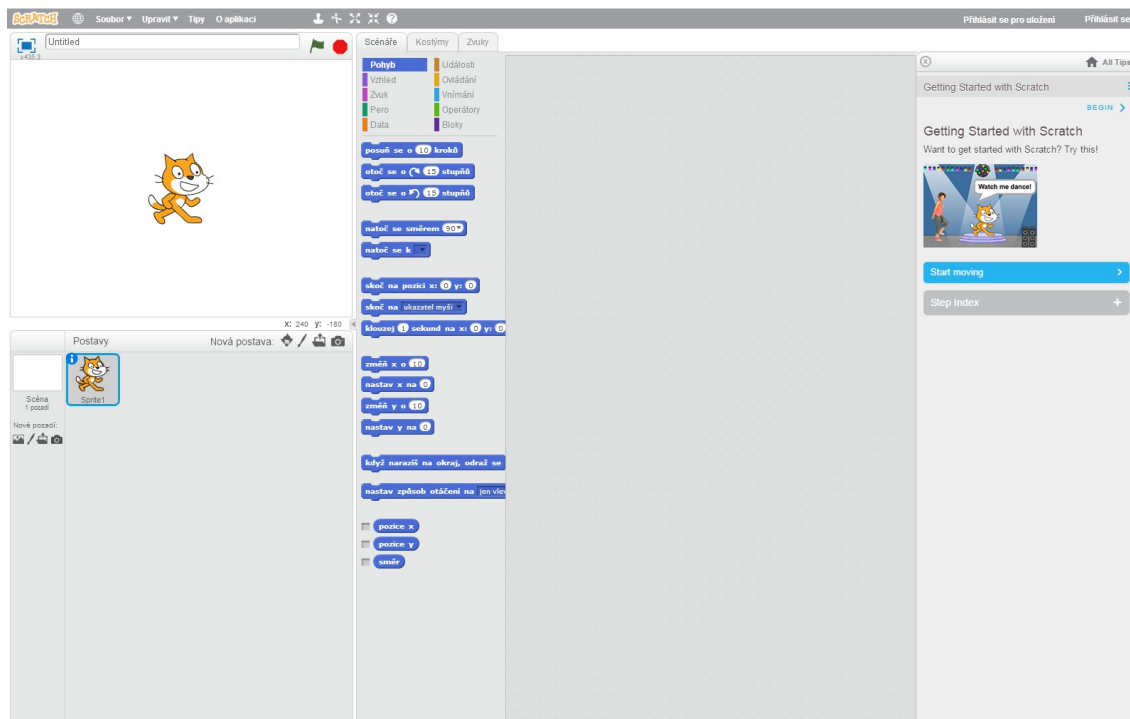 SCRATCH Soubor▼ Upravit▼ Tipy O aplikaci Přihlásit se pro uložení Přihlásit se
Untitled
v435.3
X: 240 y: -180
Postavy Nová postava:
Scéna
1 pozadí
Nové pozadí:
Sprite1
Scénáře Kostýmy Zvuky
Pohyb Události
Vzhled Ovládání
Zvuk Vnímání
Pero Operátory
Data Bloky
posuň se o 10 kroků
otoč se o 15 stupňů
otoč se o 15 stupňů
natoč se směrem 90▼
natoč se k
skoč na pozici x: 0 y: 0
skoč na ukazatel myši
klouzej 1 sekund na x: 0 y: 0
změň x o 10
nastav x na 0
změň y o 10
nastav y na 0
když narazíš na okraj, odraž se
nastav způsob otáčení na jen vlev
pozice x
pozice y
směr
All Tips
Getting Started with Scratch
BEGIN
Getting Started with Scratch
Want to get started with Scratch? Try this!
Watch me dance!
Start moving
Step Index +